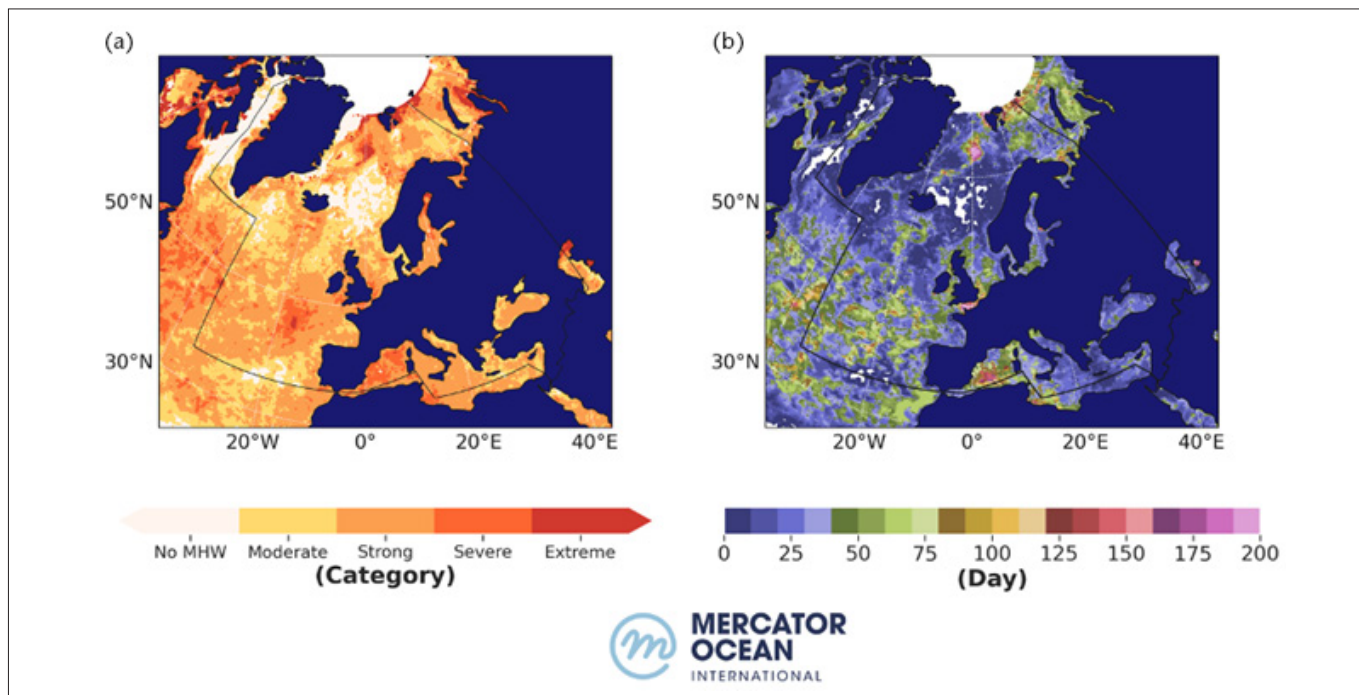 (a)
(b)
50°N
30°N
20°W 0° 20°E 40°E
50°N
30°N
20°W 0° 20°E 40°E
No MHW Moderate Strong Severe Extreme
(Category)
0 25 50 75 100 125 150 175 200
(Day)
MERCATOR
OCEAN
INTERNATIONAL